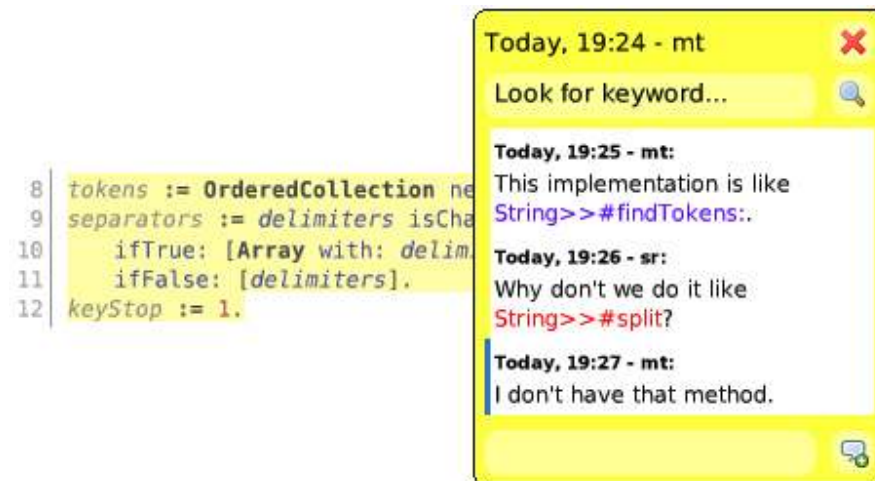 8 tokens := OrderedCollection ne
9 separators := delimiters isCha
10 ifTrue: [Array with: delim
11 ifFalse: [delimiters].
12 keyStop := 1.
Today, 19:24 - mt
Look for keyword...
Today, 19:25 - mt:
This implementation is like
String>>#findTokens:.
Today, 19:26 - sr:
Why don't we do it like
String>>#split?
Today, 19:27 - mt:
I don't have that method.